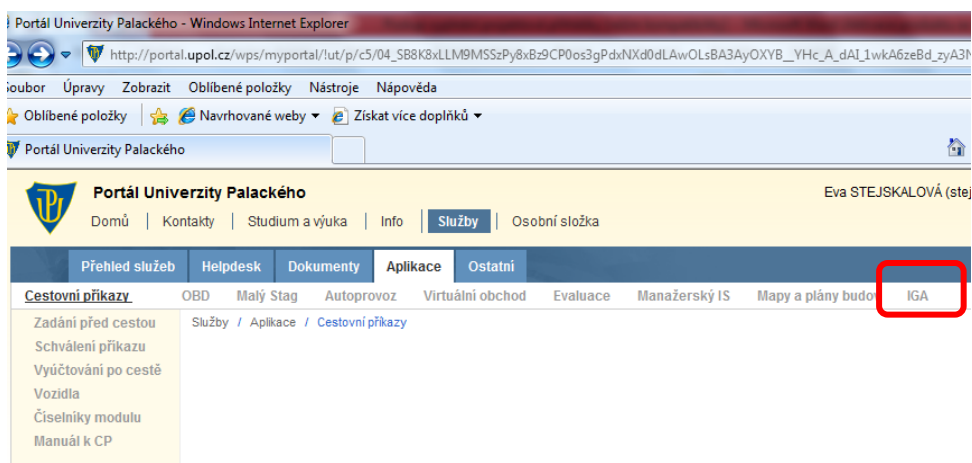 Portál Univerzity Palackého - Windows Internet Explorer
http://portal.upol.cz/wps/myportal/!ut/p/c5/04_SB8K8xLLM9MSSzPy8xBz9CP0os3gPdxNXd0dLAwOLsBA3AyOXYB__YHc_A_dAI_1wkA6zeBd_zyA3N
Soubor Úpravy Zobrazit Oblíbené položky Nástroje Nápověda
Oblíbené položky Navrhované weby Získat více doplňků
Portál Univerzity Palackého
Portál Univerzity Palackého Eva STEJSKALOVÁ (stej
Domů | Kontakty | Studium a výuka | Info | Služby | Osobní složka
Přehled služeb Helpdesk Dokumenty Aplikace Ostatní
Cestovní příkazy OBD Malý Stag Autoprovoz Virtuální obchod Evaluace Manažerský IS Mapy a plány budov IGA
Zadání před cestou Služby / Aplikace / Cestovní příkazy
Schválení příkazu
Vyúčtování po cestě
Vozidla
Číselníky modulu
Manuál k CP